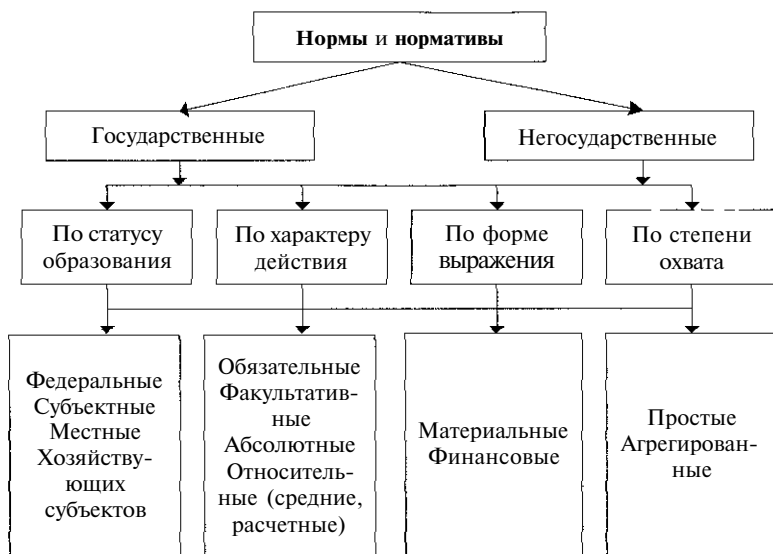 Нормы и нормативы
Государственные
Негосударственные
По статусу
образования
По характеру
действия
По форме
выражения
По степени
охвата
Федеральные
Субъектные
Местные
Хозяйству-
ющих
субъектов
Обязательные
Факультатив-
ные
Абсолютные
Относитель-
ные (средние,
расчетные)
Материальные
Финансовые
Простые
Агрегирован-
ные